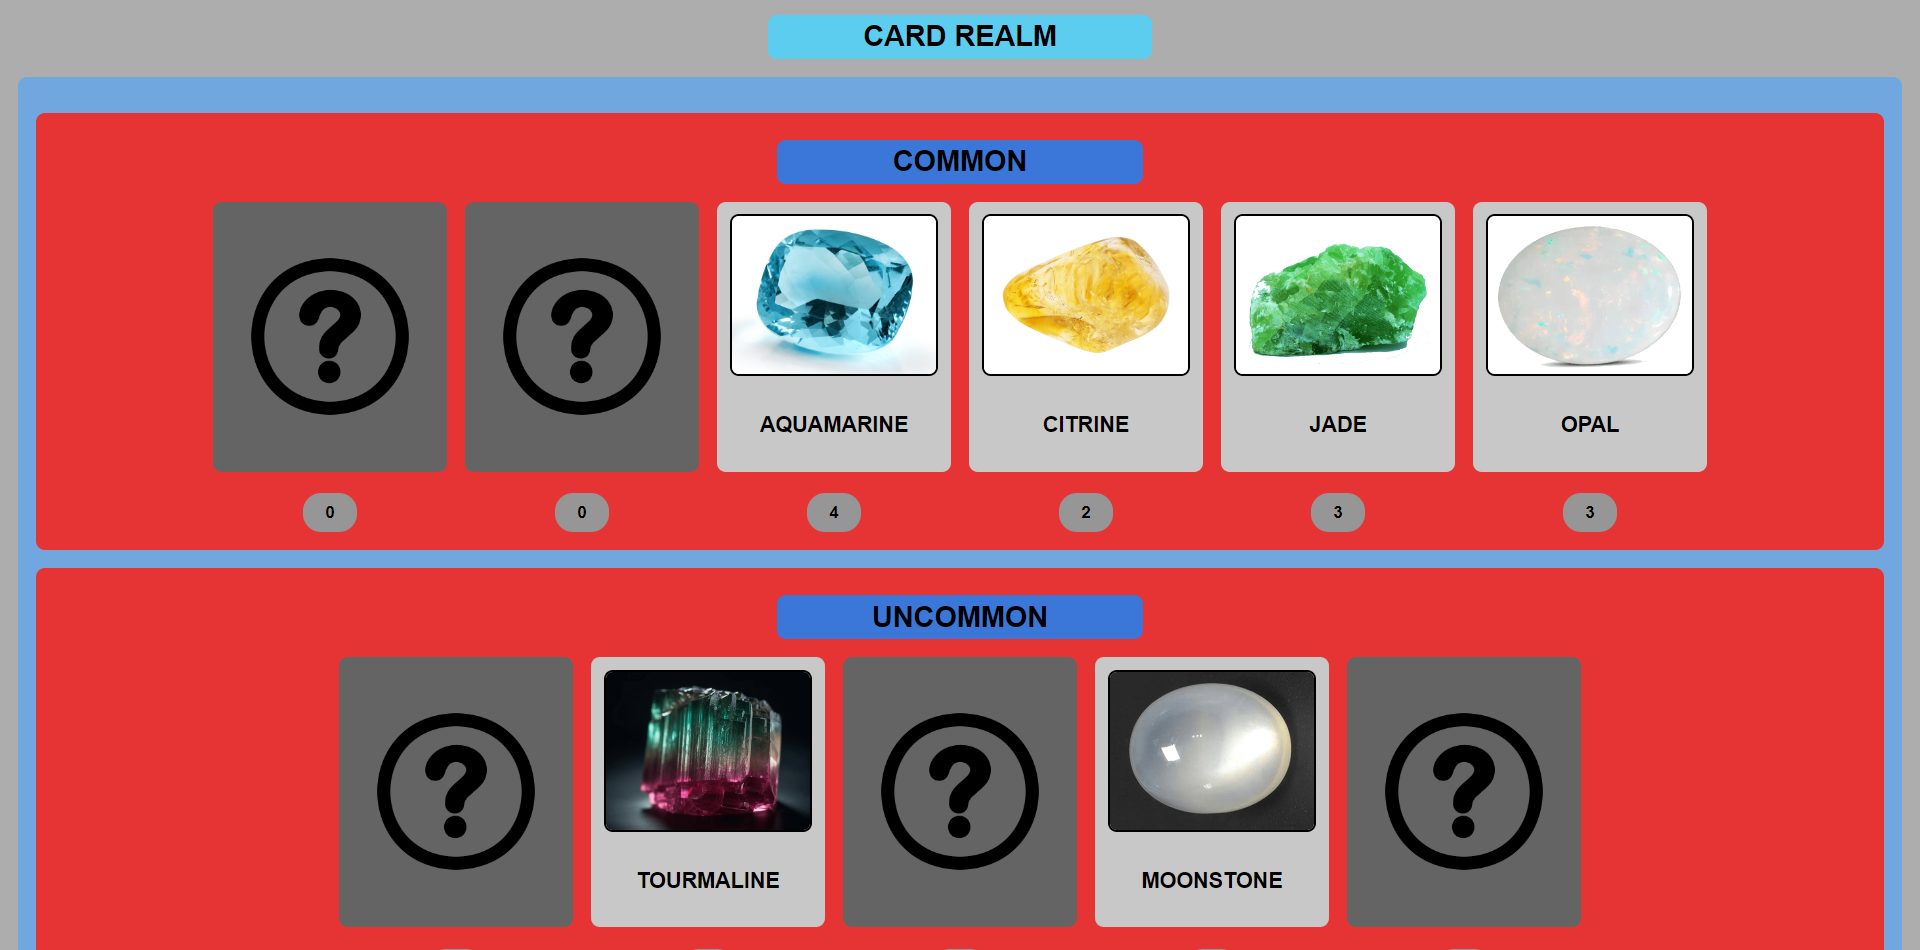 CARD REALM
COMMON
? ?
AQUAMARINE CITRINE JADE OPAL
0 0 4 2 3 3
UNCOMMON
? ? ?
TOURMALINE MOONSTONE